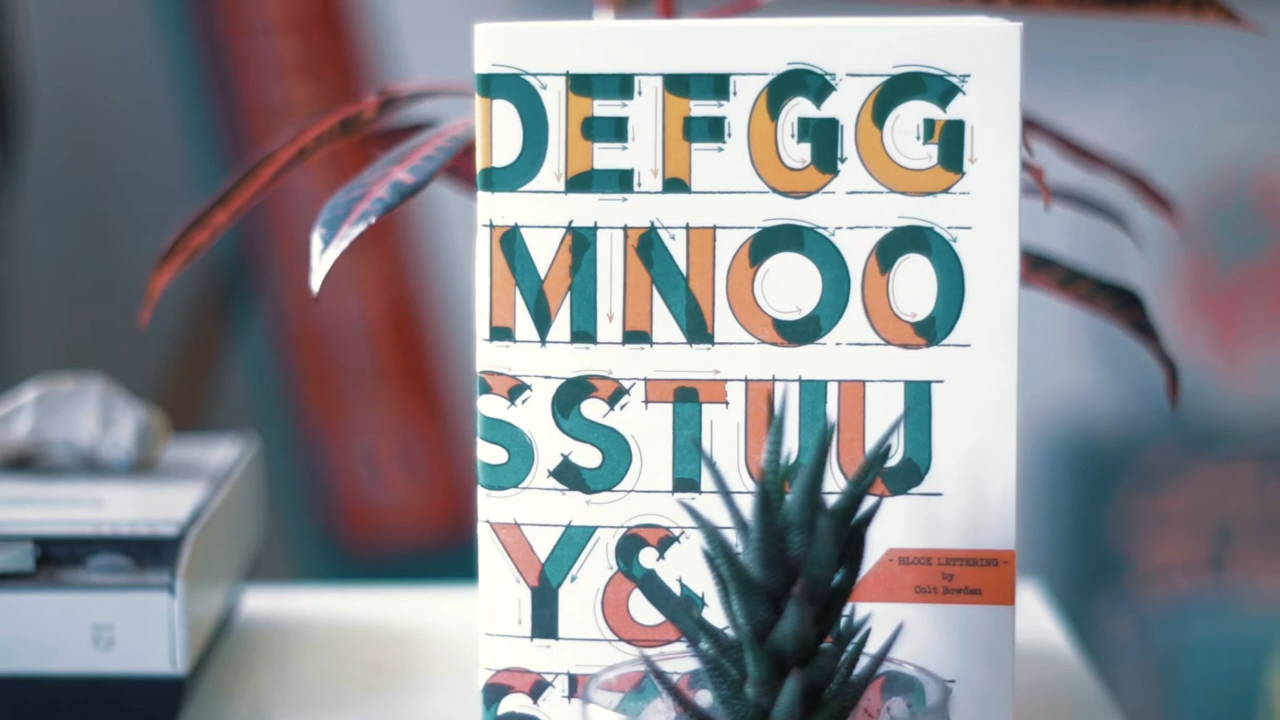 DEFGG
MNOO
SSTUU
Y&
- BLOCK LETTERING -
by
Colt Bowden